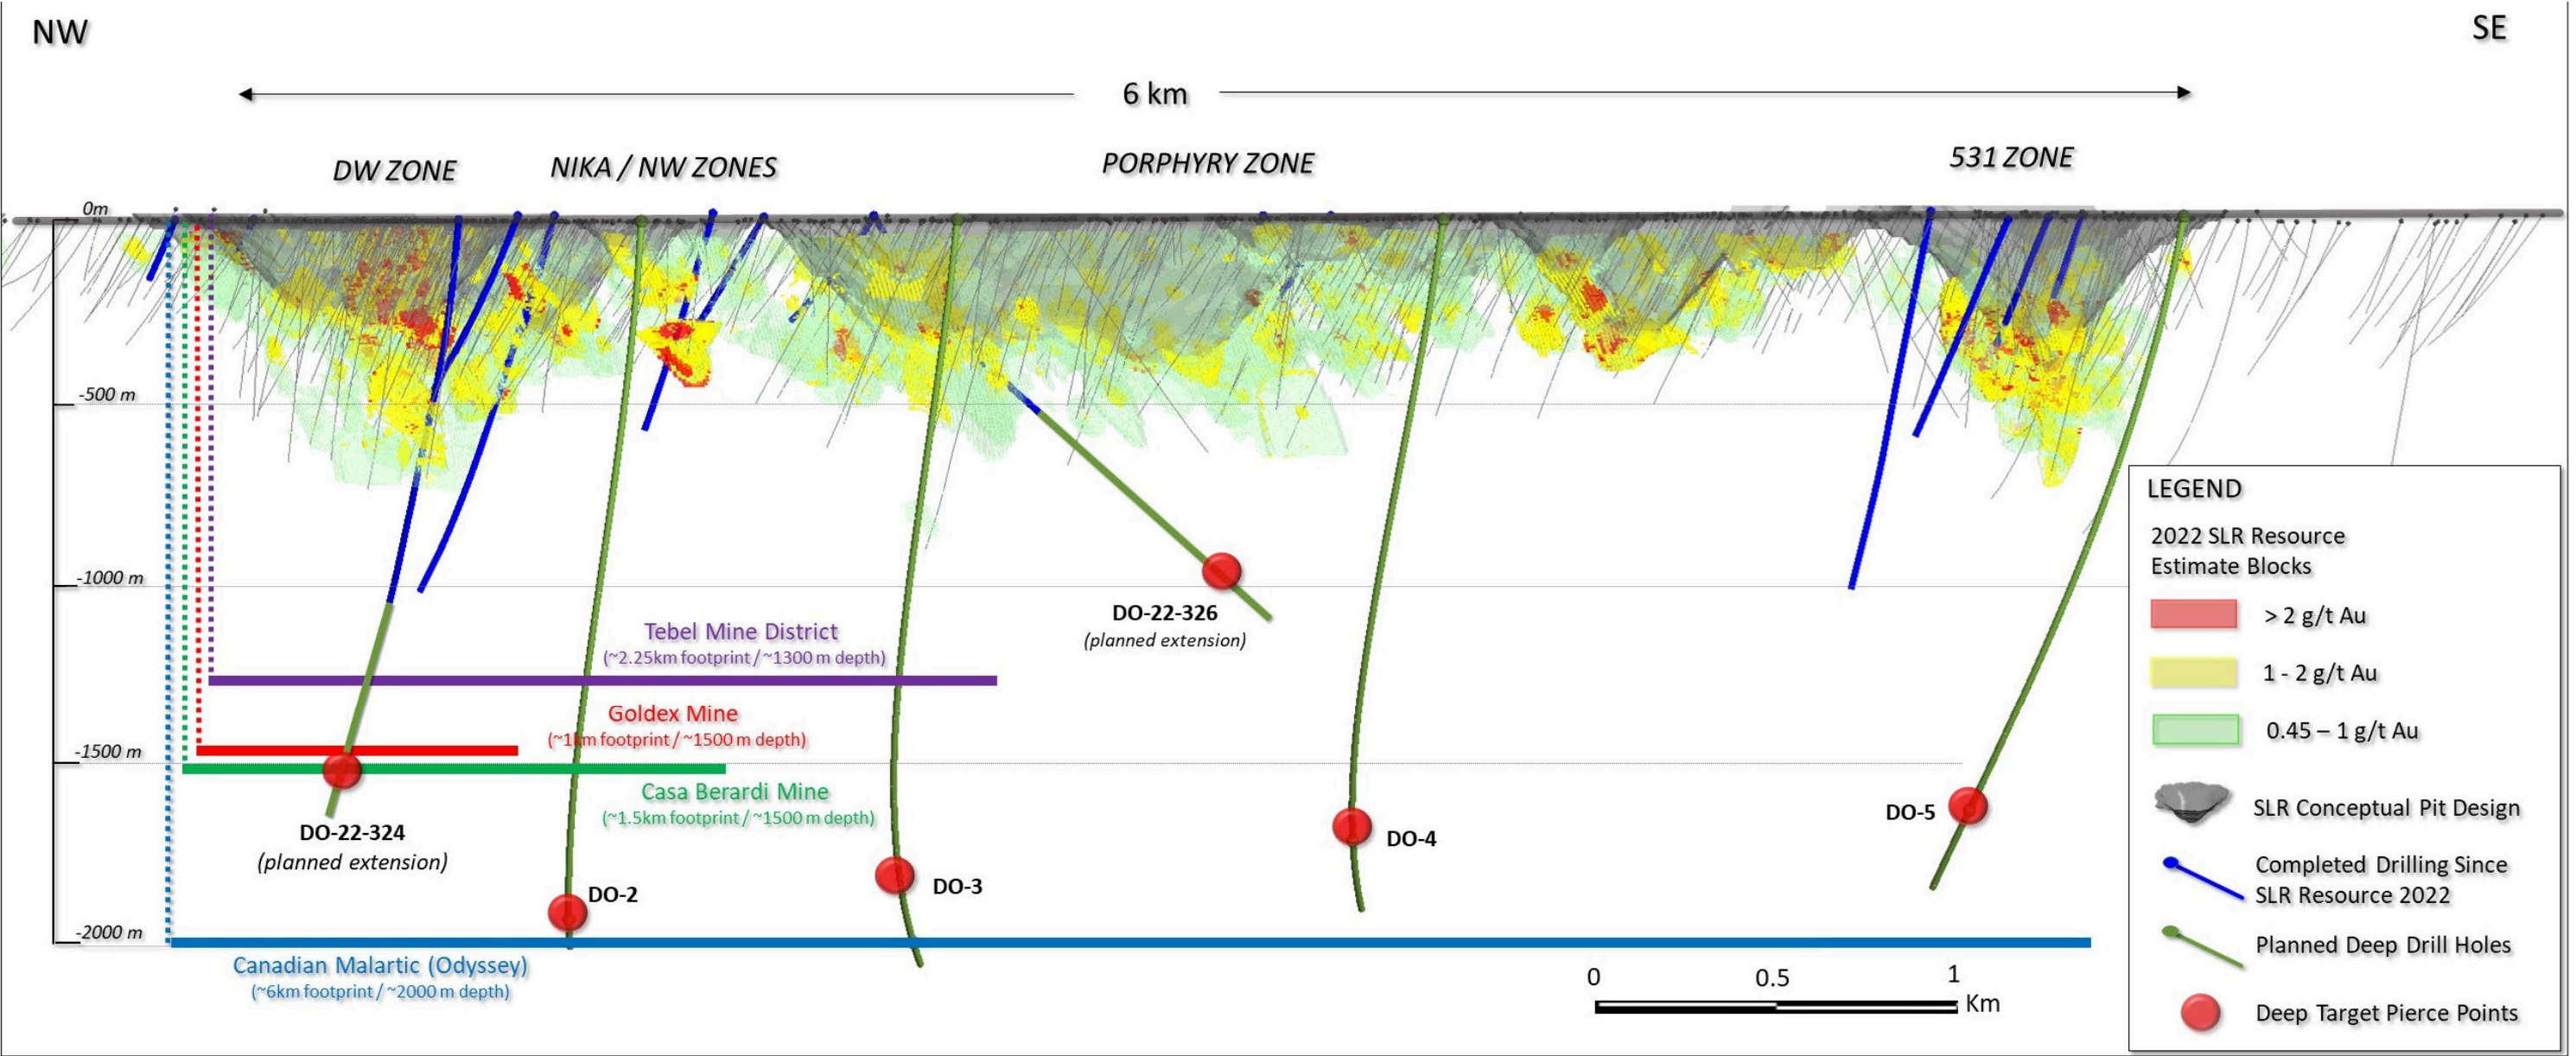 NW
SE
6 km
DW ZONE
NIKA / NW ZONES
PORPHYRY ZONE
531 ZONE
0m
-500 m
-1000 m
-1500 m
-2000 m
Tebel Mine District
(~2.25km footprint / ~1300 m depth)
Goldex Mine
(~1km footprint / ~1500 m depth)
Casa Berardi Mine
(~1.5km footprint / ~1500 m depth)
Canadian Malartic (Odyssey)
(~6km footprint / ~2000 m depth)
DO-22-324
(planned extension)
DO-2
DO-3
DO-22-326
(planned extension)
DO-4
DO-5
0 0.5 1
Km
LEGEND
2022 SLR Resource
Estimate Blocks
> 2 g/t Au
1 - 2 g/t Au
0.45 – 1 g/t Au
SLR Conceptual Pit Design
Completed Drilling Since
SLR Resource 2022
Planned Deep Drill Holes
Deep Target Pierce Points